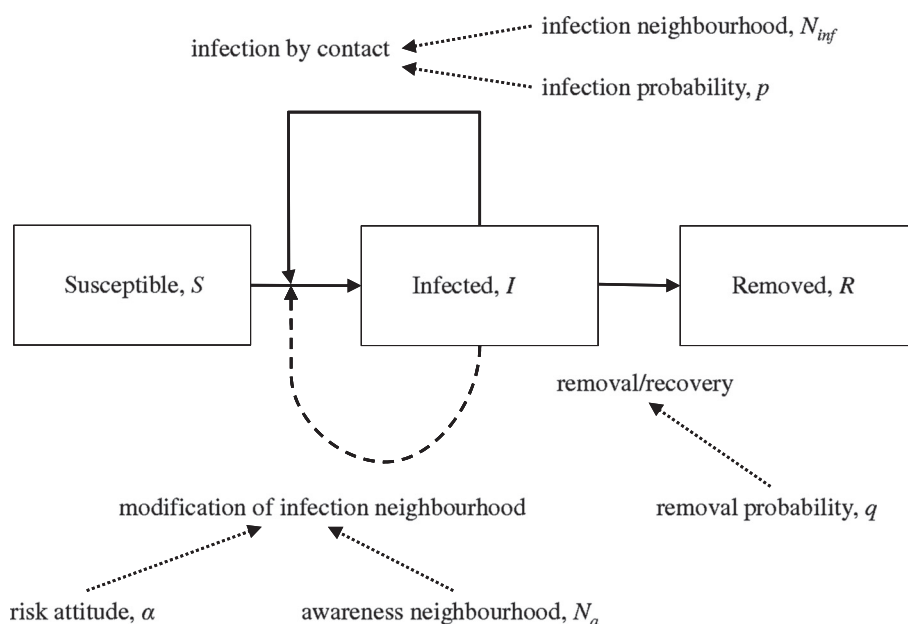 infection neighbourhood, N_inf
infection by contact
infection probability, p
Susceptible, S
Infected, I
Removed, R
removal/recovery
modification of infection neighbourhood
removal probability, q
risk attitude, α
awareness neighbourhood, N_a